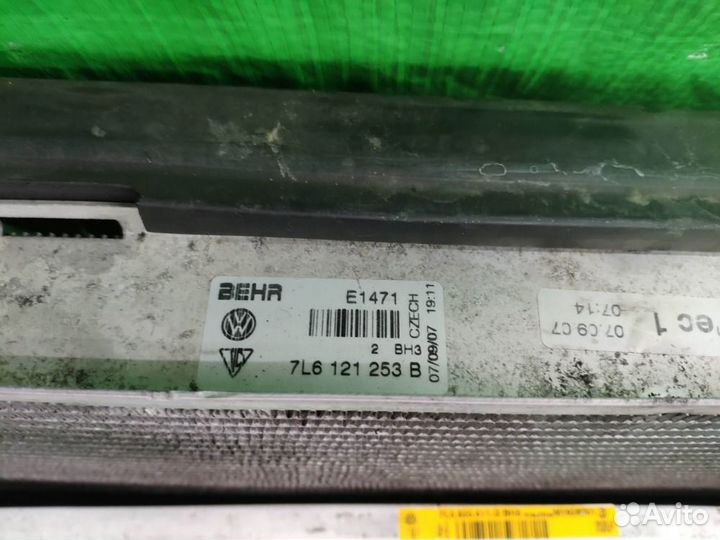 BEHR E1471
CZECH
07/09/07 19:11
2 BH3
7L6 121 253 B
07.09.07
07:14
ec 1
Avito